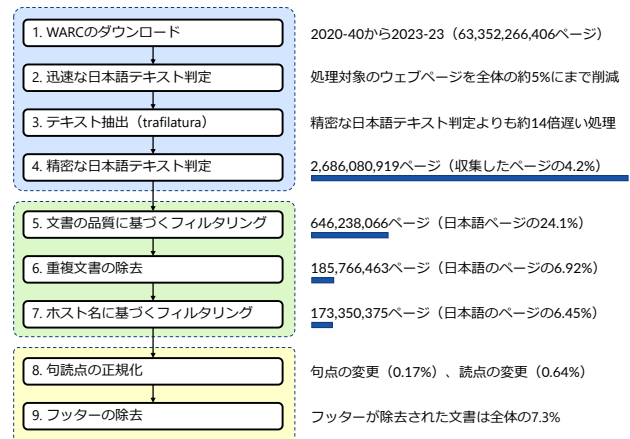 1. WARCのダウンロード
2020-40から2023-23（63,352,266,406ページ）
2. 迅速な日本語テキスト判定
処理対象のウェブページを全体の約5%にまで削減
3. テキスト抽出（trafilatura）
精密な日本語テキスト判定よりも約14倍遅い処理
4. 精密な日本語テキスト判定
2,686,080,919ページ（収集したページの4.2%）
5. 文書の品質に基づくフィルタリング
646,238,066ページ（日本語ページの24.1%）
6. 重複文書の除去
185,766,463ページ（日本語のページの6.92%）
7. ホスト名に基づくフィルタリング
173,350,375ページ（日本語のページの6.45%）
8. 句読点の正規化
句点の変更（0.17%）、読点の変更（0.64%）
9. フッターの除去
フッターが除去された文書は全体の7.3%